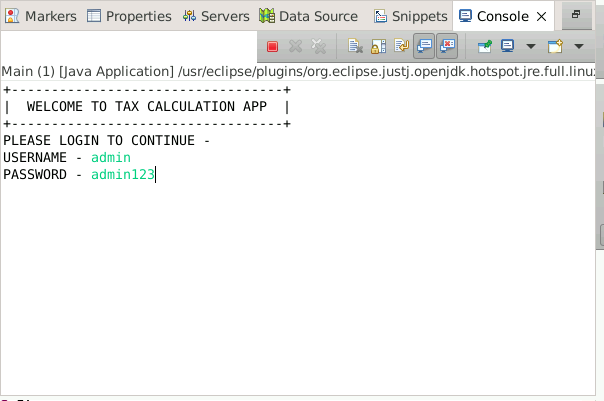 Markers Properties Servers Data Source Snippets Console
Main (1) [Java Application] /usr/eclipse/plugins/org.eclipse.justj.openjdk.hotspot.jre.full.linux
+----------------------------------+
|  WELCOME TO TAX CALCULATION APP  |
+----------------------------------+
PLEASE LOGIN TO CONTINUE -
USERNAME - admin
PASSWORD - admin123